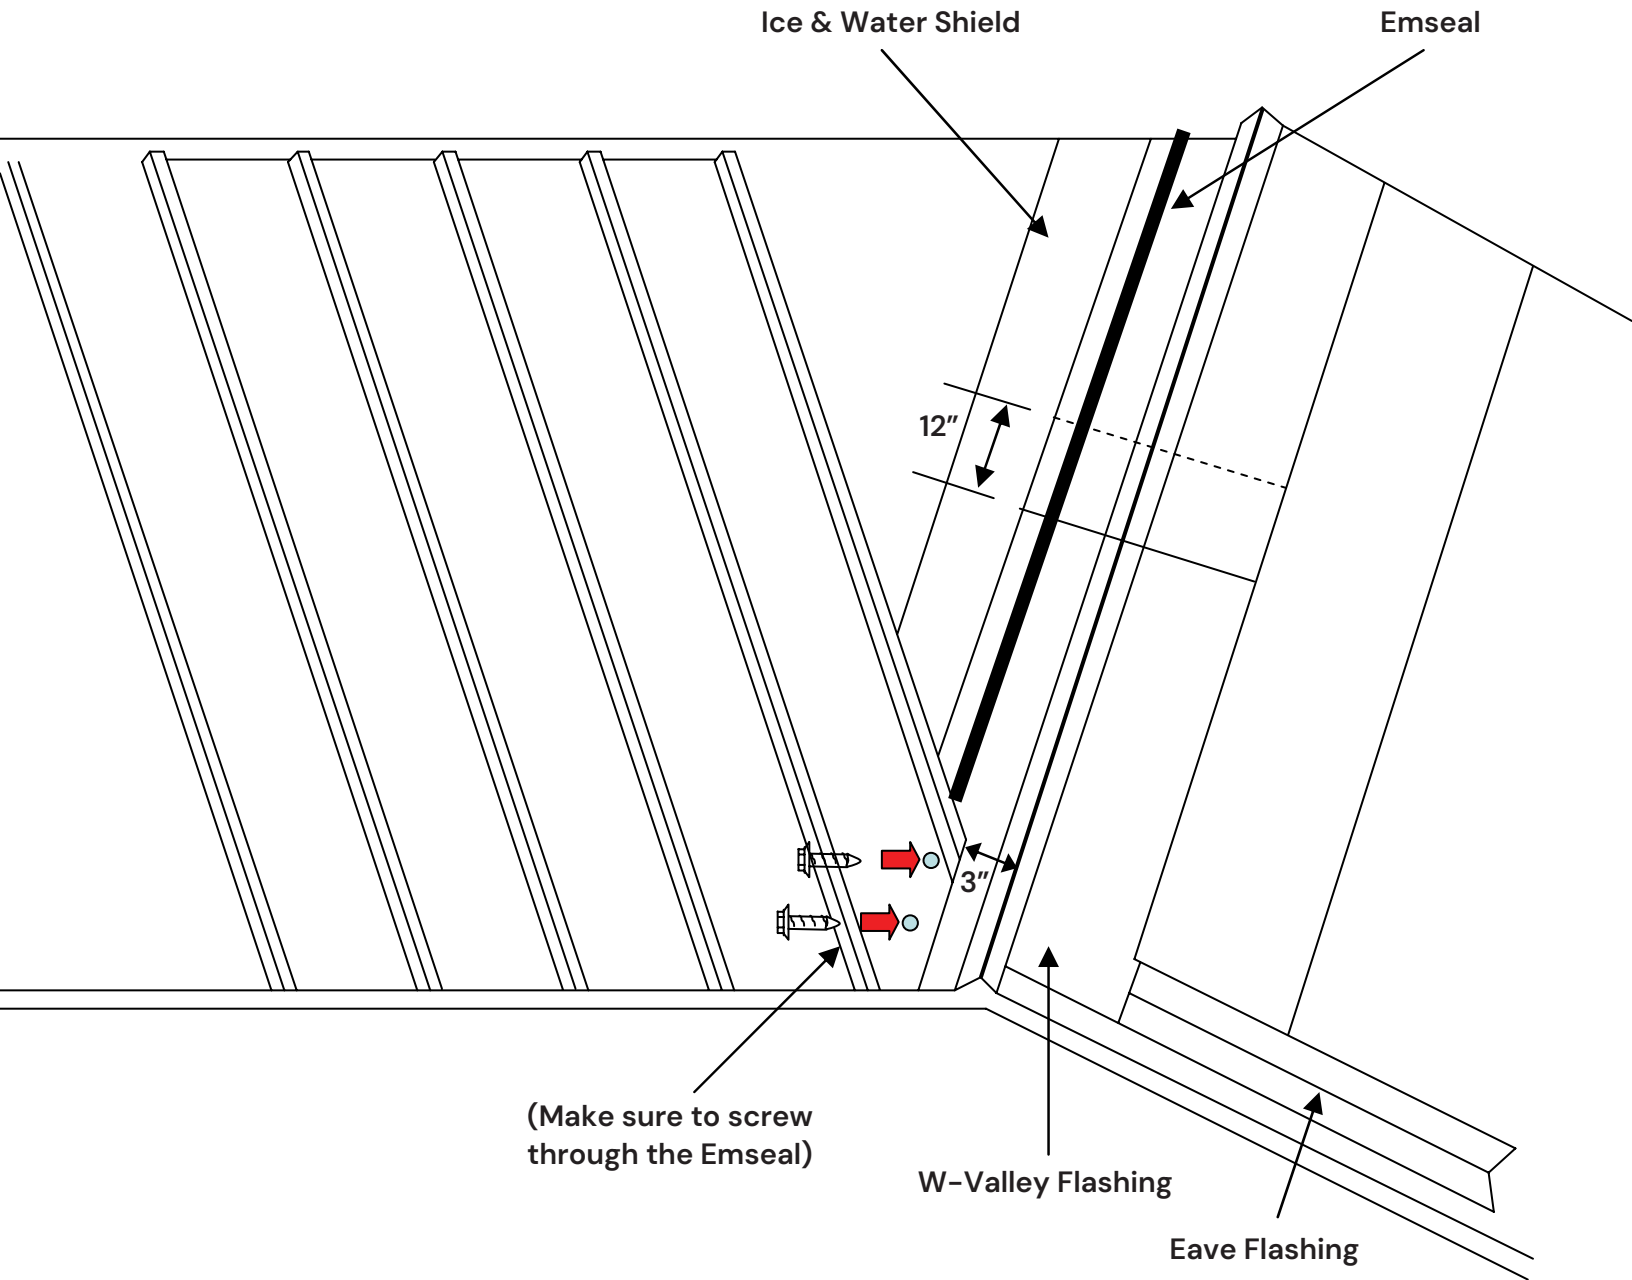 Ice & Water Shield
Emseal
12”
3”
(Make sure to screw
through the Emseal)
W-Valley Flashing
Eave Flashing